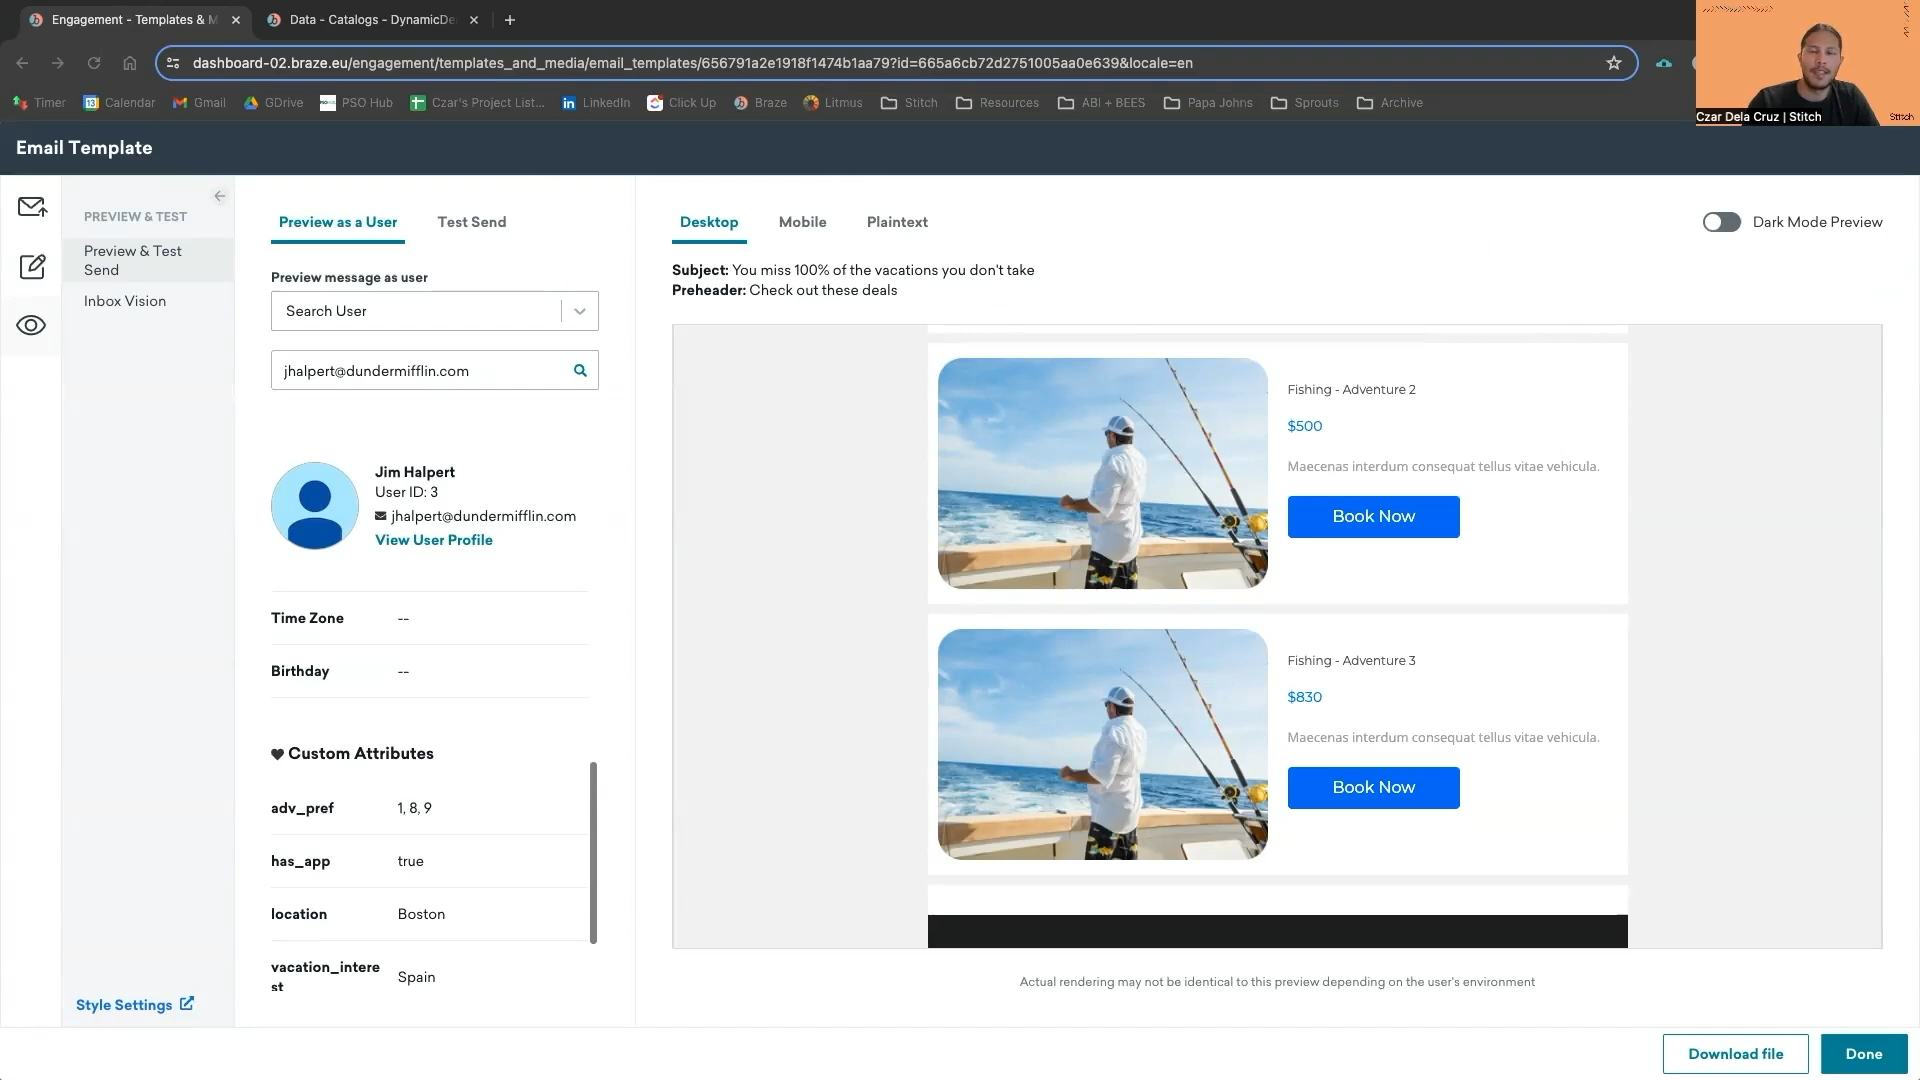 Engagement - Templates & M
Data - Catalogs - DynamicDe
dashboard-02.braze.eu/engagement/templates_and_media/email_templates/656791a2e1918f1474b1aa79?id=665a6cb72d2751005aa0e639&locale=en
Timer
Calendar
Gmail
GDrive
PSO Hub
Czar's Project List...
LinkedIn
Click Up
Braze
Litmus
Stitch
Resources
ABI + BEES
Papa Johns
Sprouts
Archive
Czar Dela Cruz | Stitch
Stitch
Email Template
PREVIEW & TEST
Preview & Test
Send
Inbox Vision
Style Settings
Preview as a User
Test Send
Preview message as user
Search User
jhalpert@dundermifflin.com
Jim Halpert
User ID: 3
jhalpert@dundermifflin.com
View User Profile
Time Zone --
Birthday --
Custom Attributes
adv_pref 1, 8, 9
has_app true
location Boston
vacation_intere
st
Spain
Desktop
Mobile
Plaintext
Dark Mode Preview
Subject: You miss 100% of the vacations you don't take
Preheader: Check out these deals
Fishing - Adventure 2
$500
Maecenas interdum consequat tellus vitae vehicula.
Book Now
Fishing - Adventure 3
$830
Maecenas interdum consequat tellus vitae vehicula.
Book Now
Actual rendering may not be identical to this preview depending on the user's environment
Download file
Done